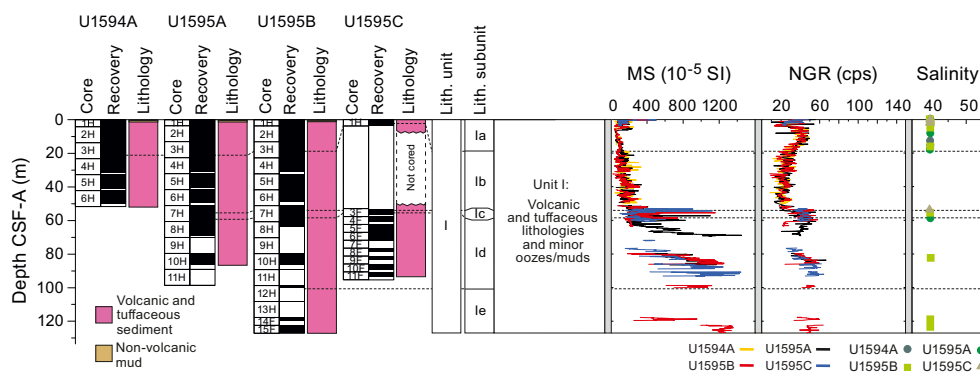 U1594A U1595A U1595B U1595C
Core Recovery Lithology Core Recovery Lithology Core Recovery Lithology Core Recovery Lithology Lith. unit Lith. subunit
MS (10-5 SI) NGR (cps) Salinity
0 400 800 1200 20 60 100 140 40 50
Depth CSF-A (m)
0
20
40
60
80
100
120
1H
2H
3H
4H
5H
6H
1H
2H
3H
4H
5H
6H
7H
8H
9H
10H
11H
1H
2H
3H
4H
5H
6H
7H
8H
9H
10H
11H
12H
13H
14F
15F
1H
3F
4F
5F
6F
7F
8F
9F
10F
11F
Not cored
I
Ia
Ib
Ic
Id
Ie
Unit I:
Volcanic
and tuffaceous
lithologies
and minor
oozes/muds
Volcanic and
tuffaceous
sediment
Non-volcanic
mud
U1594A U1595A U1594A U1595A
U1595B U1595C U1595B U1595C